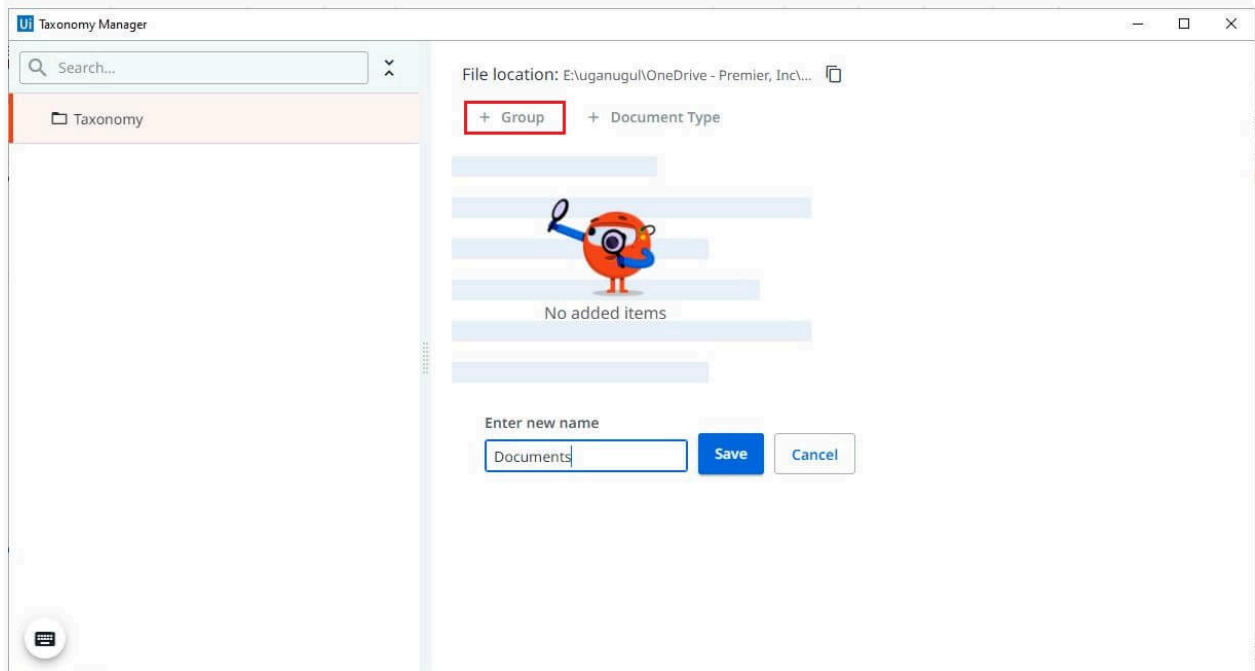 Ui Taxonomy Manager
Search...
Taxonomy
File location: E:\uganugul\OneDrive - Premier, Inc\...
+ Group + Document Type
No added items
Enter new name
Documents Save Cancel